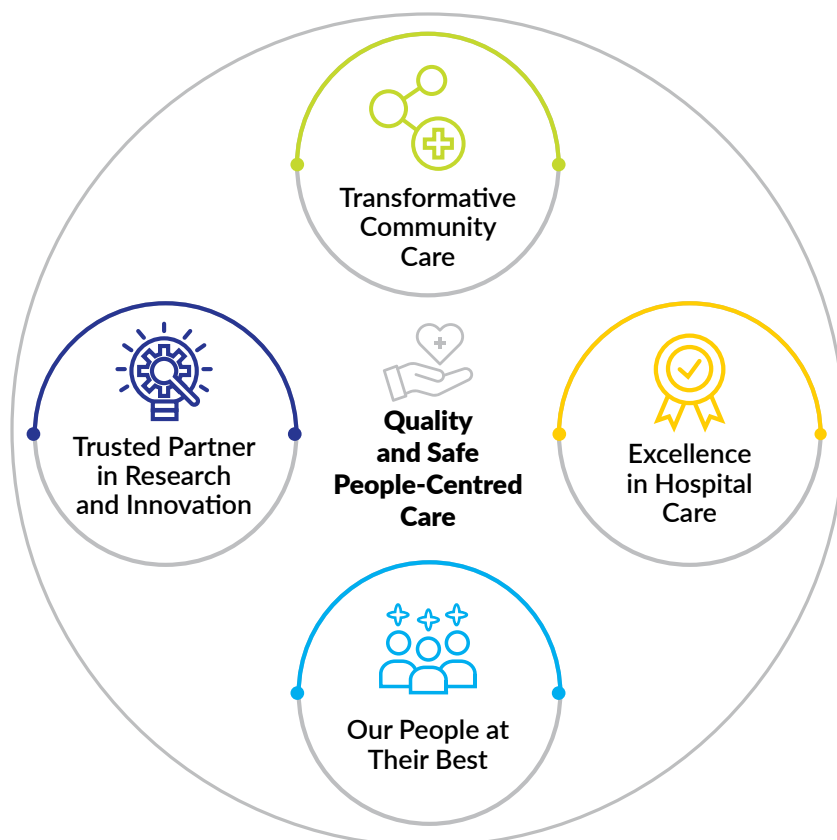 Transformative
Community
Care
Trusted Partner
in Research
and Innovation
Quality
and Safe
People-Centred
Care
Excellence
in Hospital
Care
Our People at
Their Best